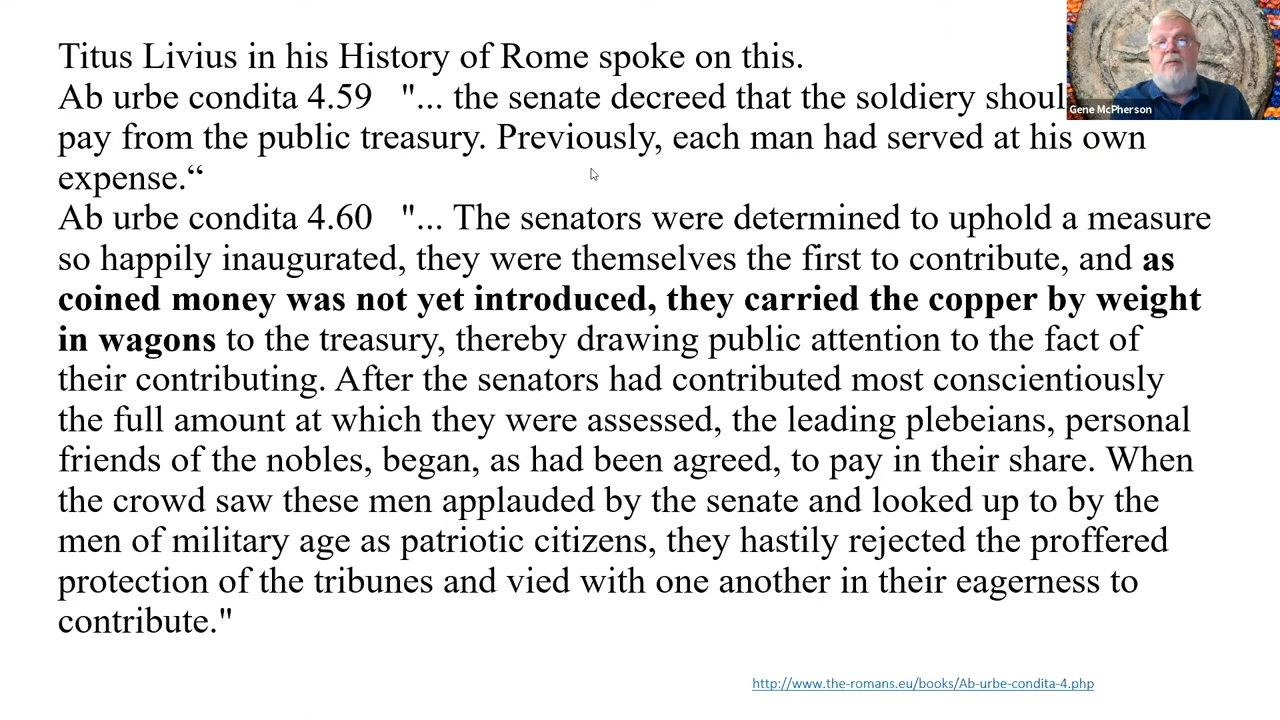 Titus Livius in his History of Rome spoke on this.
Ab urbe condita 4.59 "... the senate decreed that the soldiery shoul
Gene McPherson
pay from the public treasury. Previously, each man had served at his own
expense.“
Ab urbe condita 4.60 "... The senators were determined to uphold a measure
so happily inaugurated, they were themselves the first to contribute, and as
coined money was not yet introduced, they carried the copper by weight
in wagons to the treasury, thereby drawing public attention to the fact of
their contributing. After the senators had contributed most conscientiously
the full amount at which they were assessed, the leading plebeians, personal
friends of the nobles, began, as had been agreed, to pay in their share. When
the crowd saw these men applauded by the senate and looked up to by the
men of military age as patriotic citizens, they hastily rejected the proffered
protection of the tribunes and vied with one another in their eagerness to
contribute."
http://www.the-romans.eu/books/Ab-urbe-condita-4.php